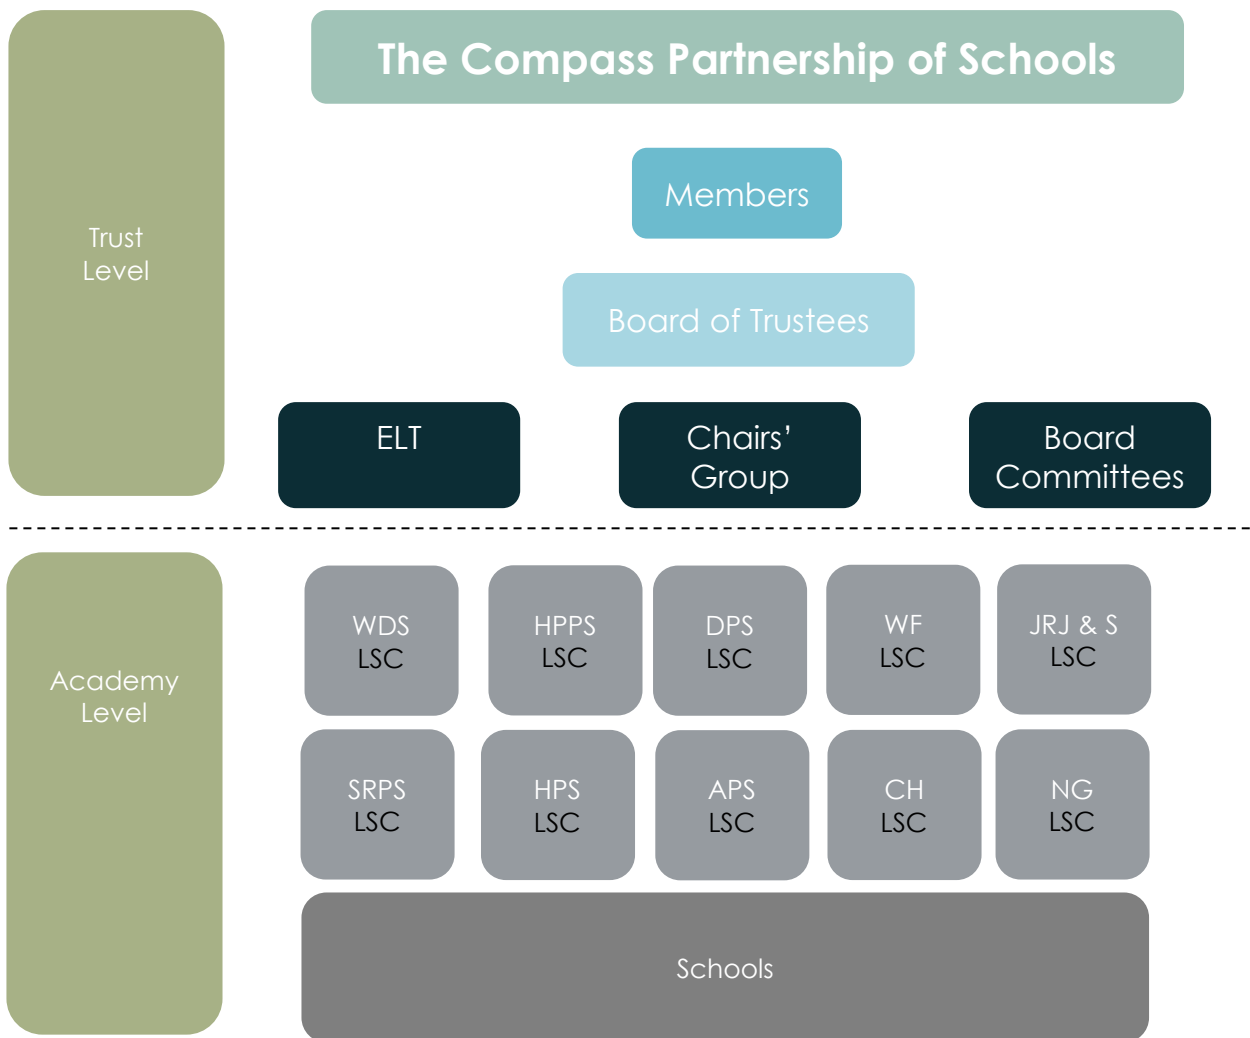 The Compass Partnership of Schools
Trust
Level
Members
Board of Trustees
ELT
Chairs’
Group
Board
Committees
Academy
Level
WDS
LSC
HPPS
LSC
DPS
LSC
WF
LSC
JRJ & S
LSC
SRPS
LSC
HPS
LSC
APS
LSC
CH
LSC
NG
LSC
Schools